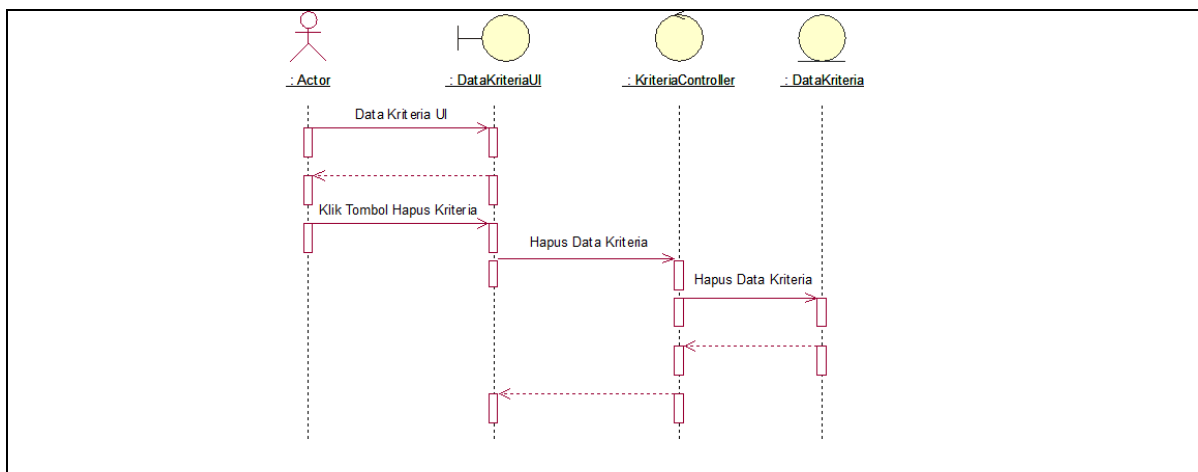 : Actor
: DataKriteriaUI
: KriteriaController
: DataKriteria
Data Kriteria UI
Klik Tombol Hapus Kriteria
Hapus Data Kriteria
Hapus Data Kriteria